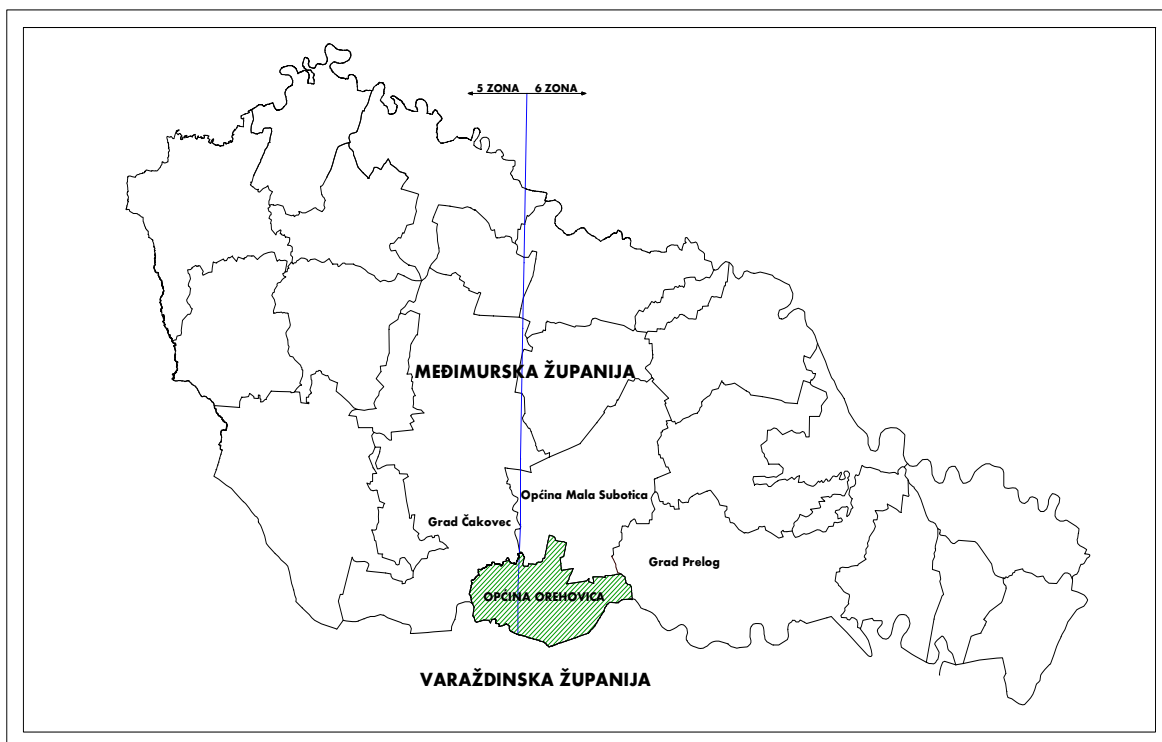 5 ZONA 6 ZONA
MEĐIMURSKA ŽUPANIJA
Općina Mala Subotica
Grad Čakovec
Grad Prelog
OPĆINA OREHOVICA
VARAŽDINSKA ŽUPANIJA